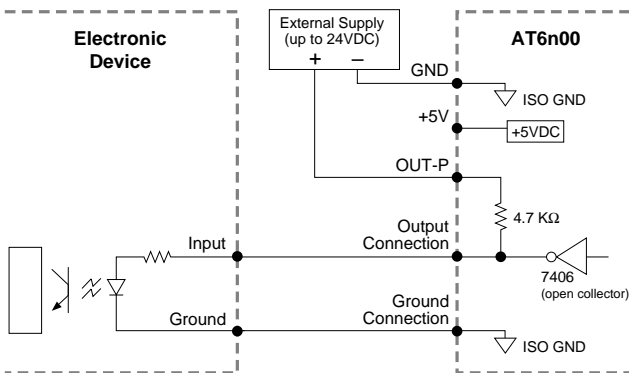 External Supply
(up to 24VDC)
+ –
Electronic
Device
AT6n00
GND
ISO GND
+5V
+5VDC
OUT-P
4.7 KΩ
Input
Output
Connection
7406
(open collector)
Ground
Ground
Connection
ISO GND